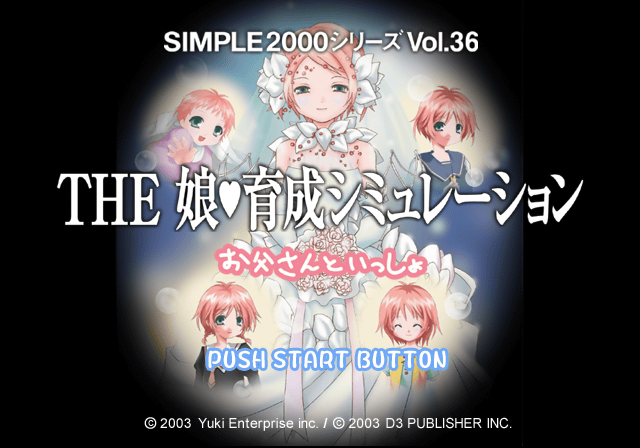 SIMPLE2000シリーズ Vol.36
THE 娘♥育成シミュレーション
お父さんといっしょ
PUSH START BUTTON
© 2003 Yuki Enterprise inc. / © 2003 D3 PUBLISHER INC.